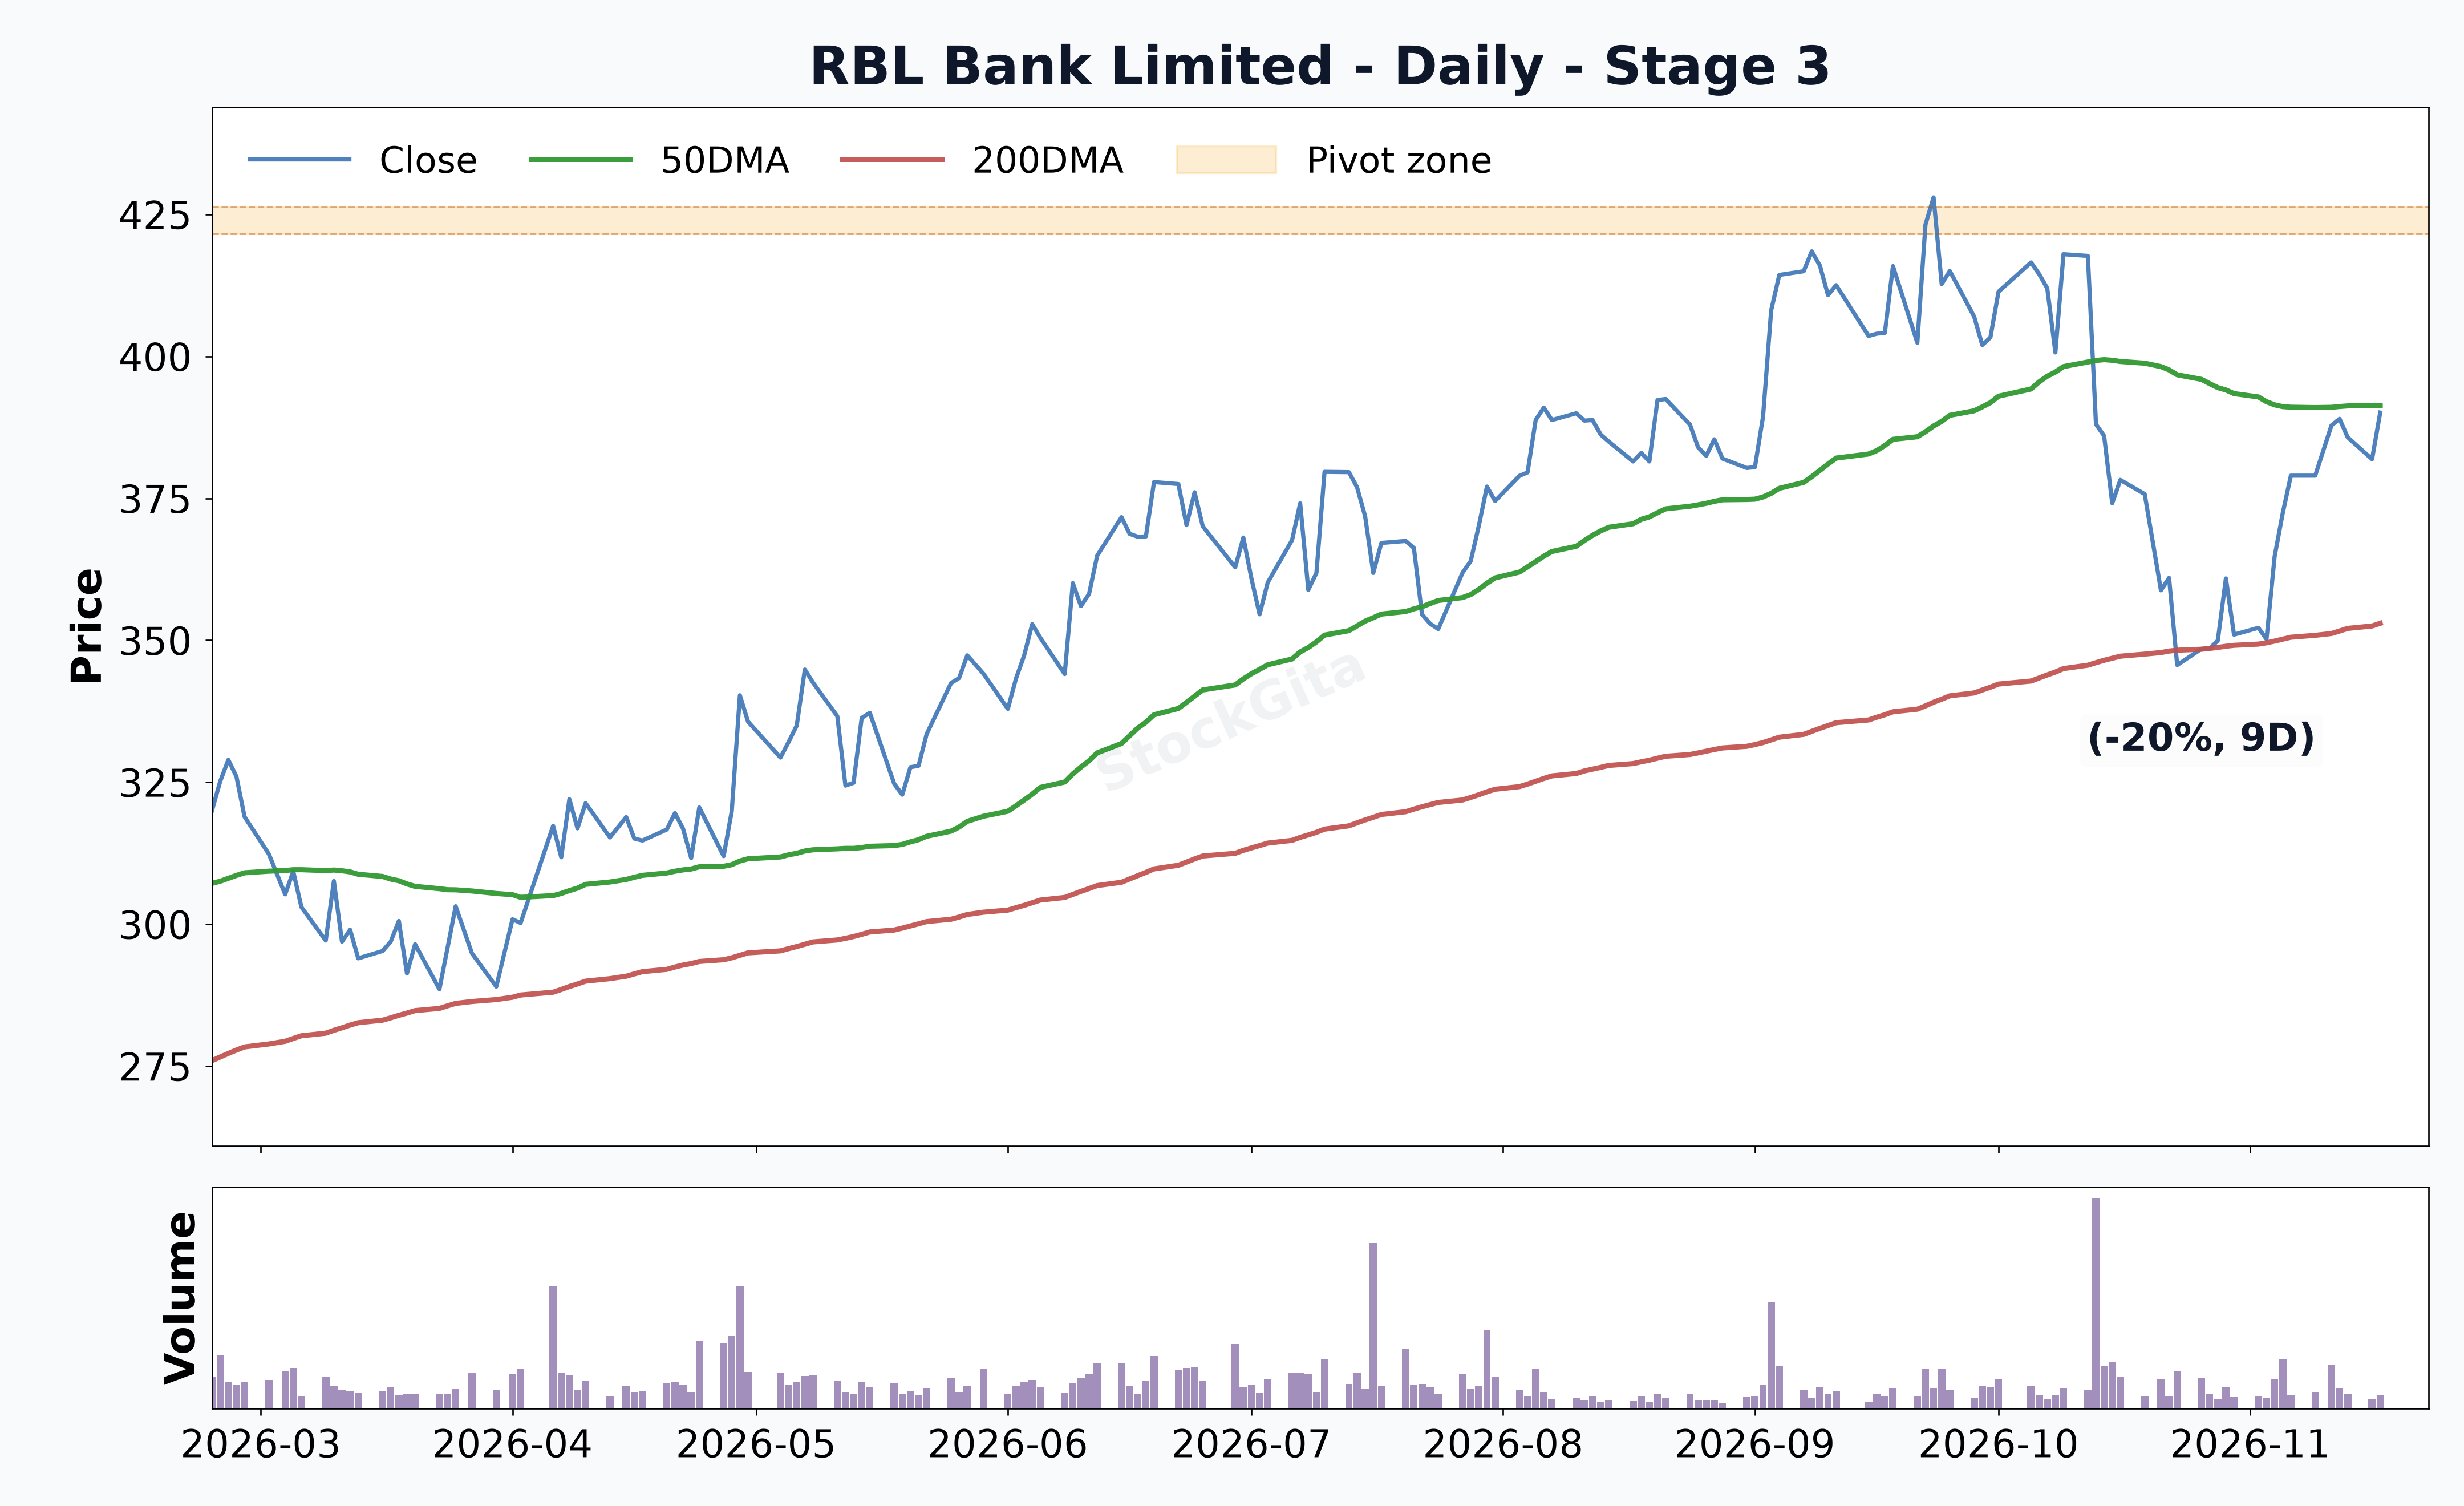 RBL Bank Limited - Daily - Stage 3
Close 50DMA 200DMA Pivot zone
425
400
375
350
325
300
275
Price
StockGita
(-20%, 9D)
Volume
2026-03 2026-04 2026-05 2026-06 2026-07 2026-08 2026-09 2026-10 2026-11